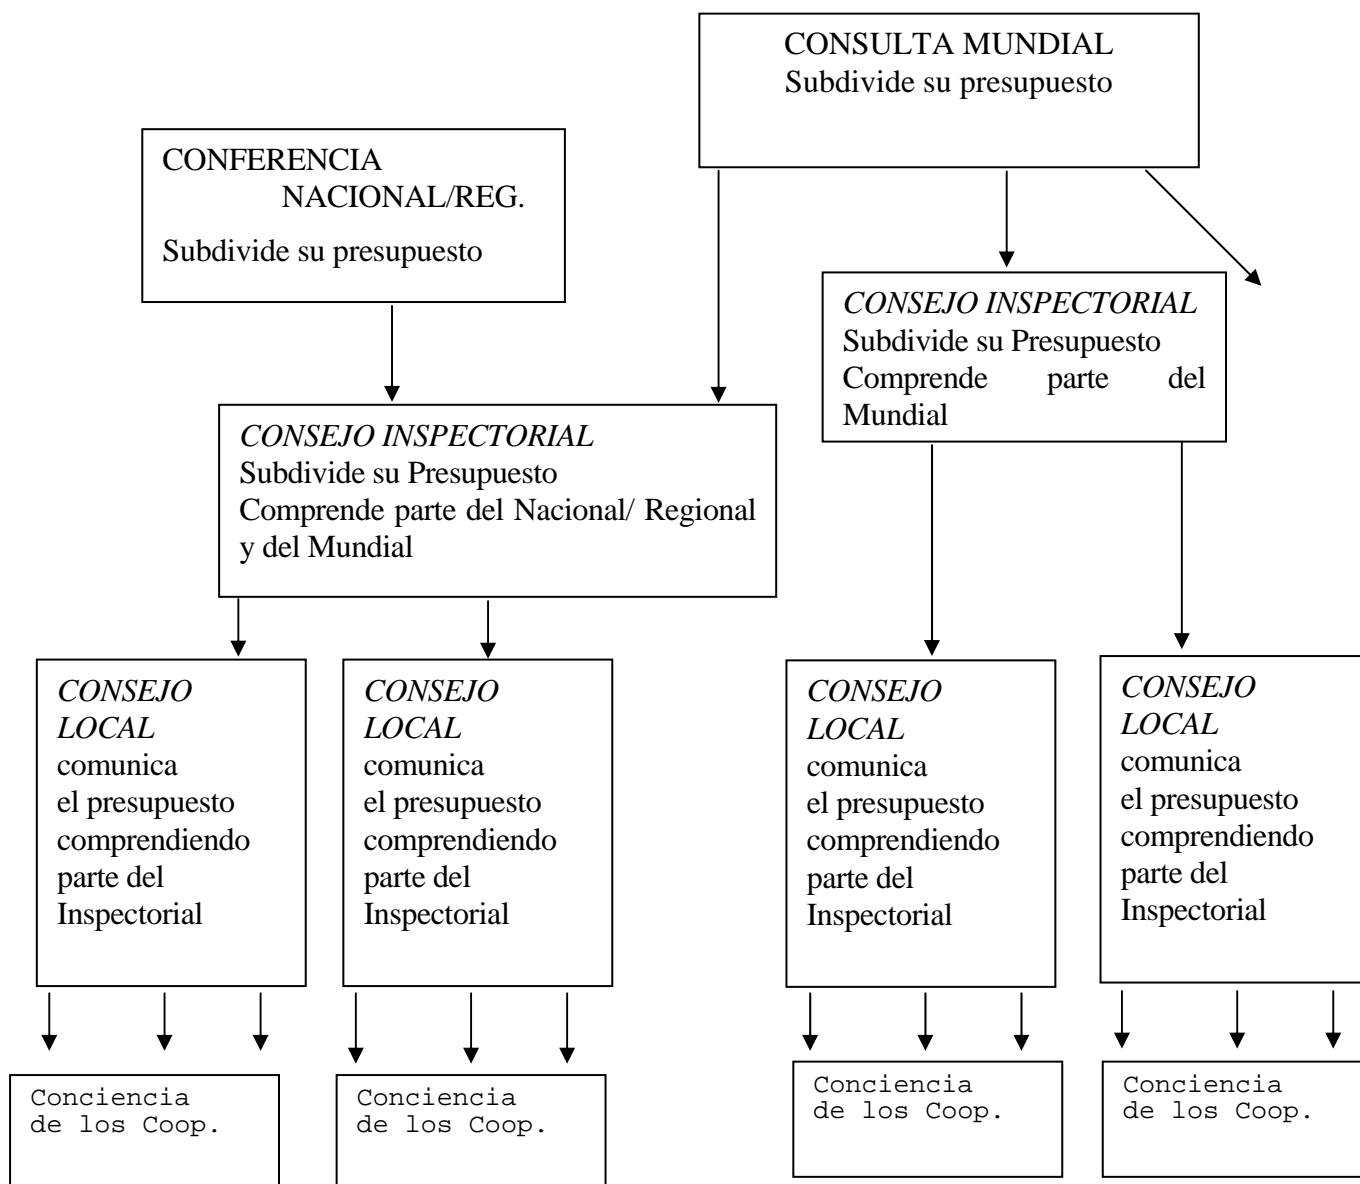 CONSULTA MUNDIAL
Subdivide su presupuesto
CONFERENCIA
NACIONAL/REG.
Subdivide su presupuesto
CONSEJO INSPECTORIAL
Subdivide su Presupuesto
Comprende parte del
Mundial
CONSEJO INSPECTORIAL
Subdivide su Presupuesto
Comprende parte del Nacional/ Regional
y del Mundial
CONSEJO
LOCAL
comunica
el presupuesto
comprendiendo
parte del
Inspectorial
CONSEJO
LOCAL
comunica
el presupuesto
comprendiendo
parte del
Inspectorial
CONSEJO
LOCAL
comunica
el presupuesto
comprendiendo
parte del
Inspectorial
CONSEJO
LOCAL
comunica
el presupuesto
comprendiendo
parte del
Inspectorial
Conciencia
de los Coop.
Conciencia
de los Coop.
Conciencia
de los Coop.
Conciencia
de los Coop.